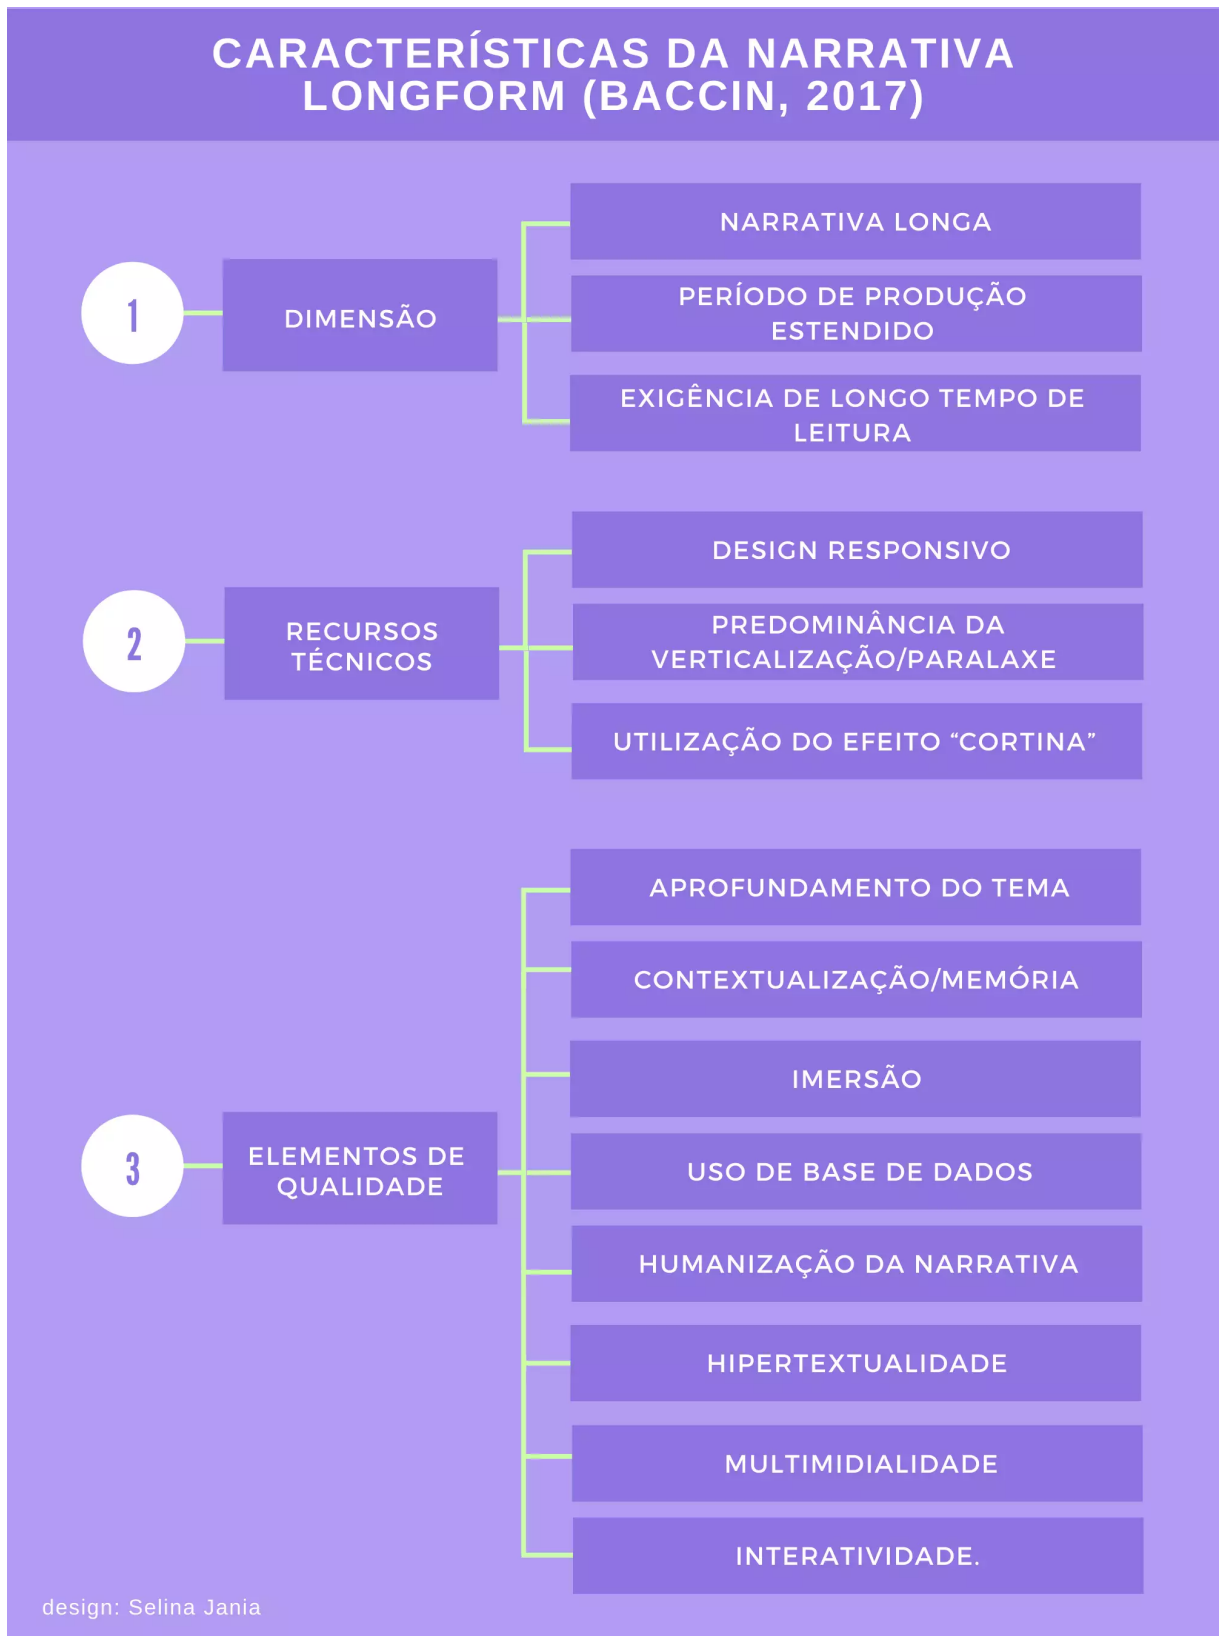 CARACTERÍSTICAS DA NARRATIVA
LONGFORM (BACCIN, 2017)
1
DIMENSÃO
NARRATIVA LONGA
PERÍODO DE PRODUÇÃO
ESTENDIDO
EXIGÊNCIA DE LONGO TEMPO DE
LEITURA
2
RECURSOS
TÉCNICOS
DESIGN RESPONSIVO
PREDOMINÂNCIA DA
VERTICALIZAÇÃO/PARALAXE
UTILIZAÇÃO DO EFEITO “CORTINA”
3
ELEMENTOS DE
QUALIDADE
APROFUNDAMENTO DO TEMA
CONTEXTUALIZAÇÃO/MEMÓRIA
IMERSÃO
USO DE BASE DE DADOS
HUMANIZAÇÃO DA NARRATIVA
HIPERTEXTUALIDADE
MULTIMIDIALIDADE
INTERATIVIDADE.
design: Selina Jania